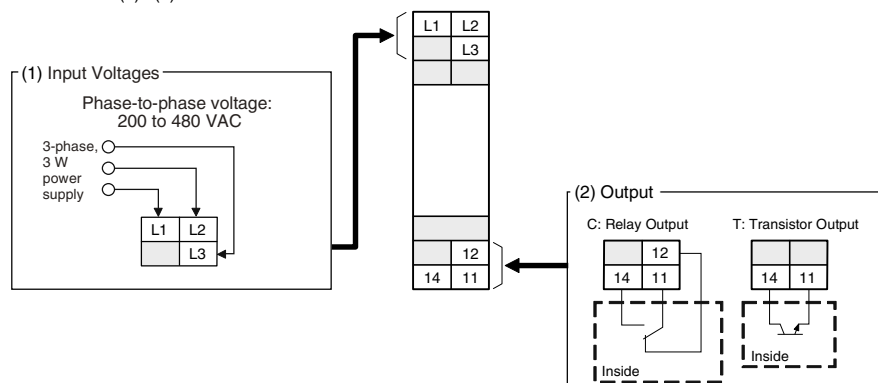 L1 L2
L3
(1) Input Voltages
Phase-to-phase voltage:
200 to 480 VAC
3-phase,
3 W
power
supply
L1 L2
L3
12
14 11
(2) Output
C: Relay Output
T: Transistor Output
12
14 11
14 11
Inside
Inside